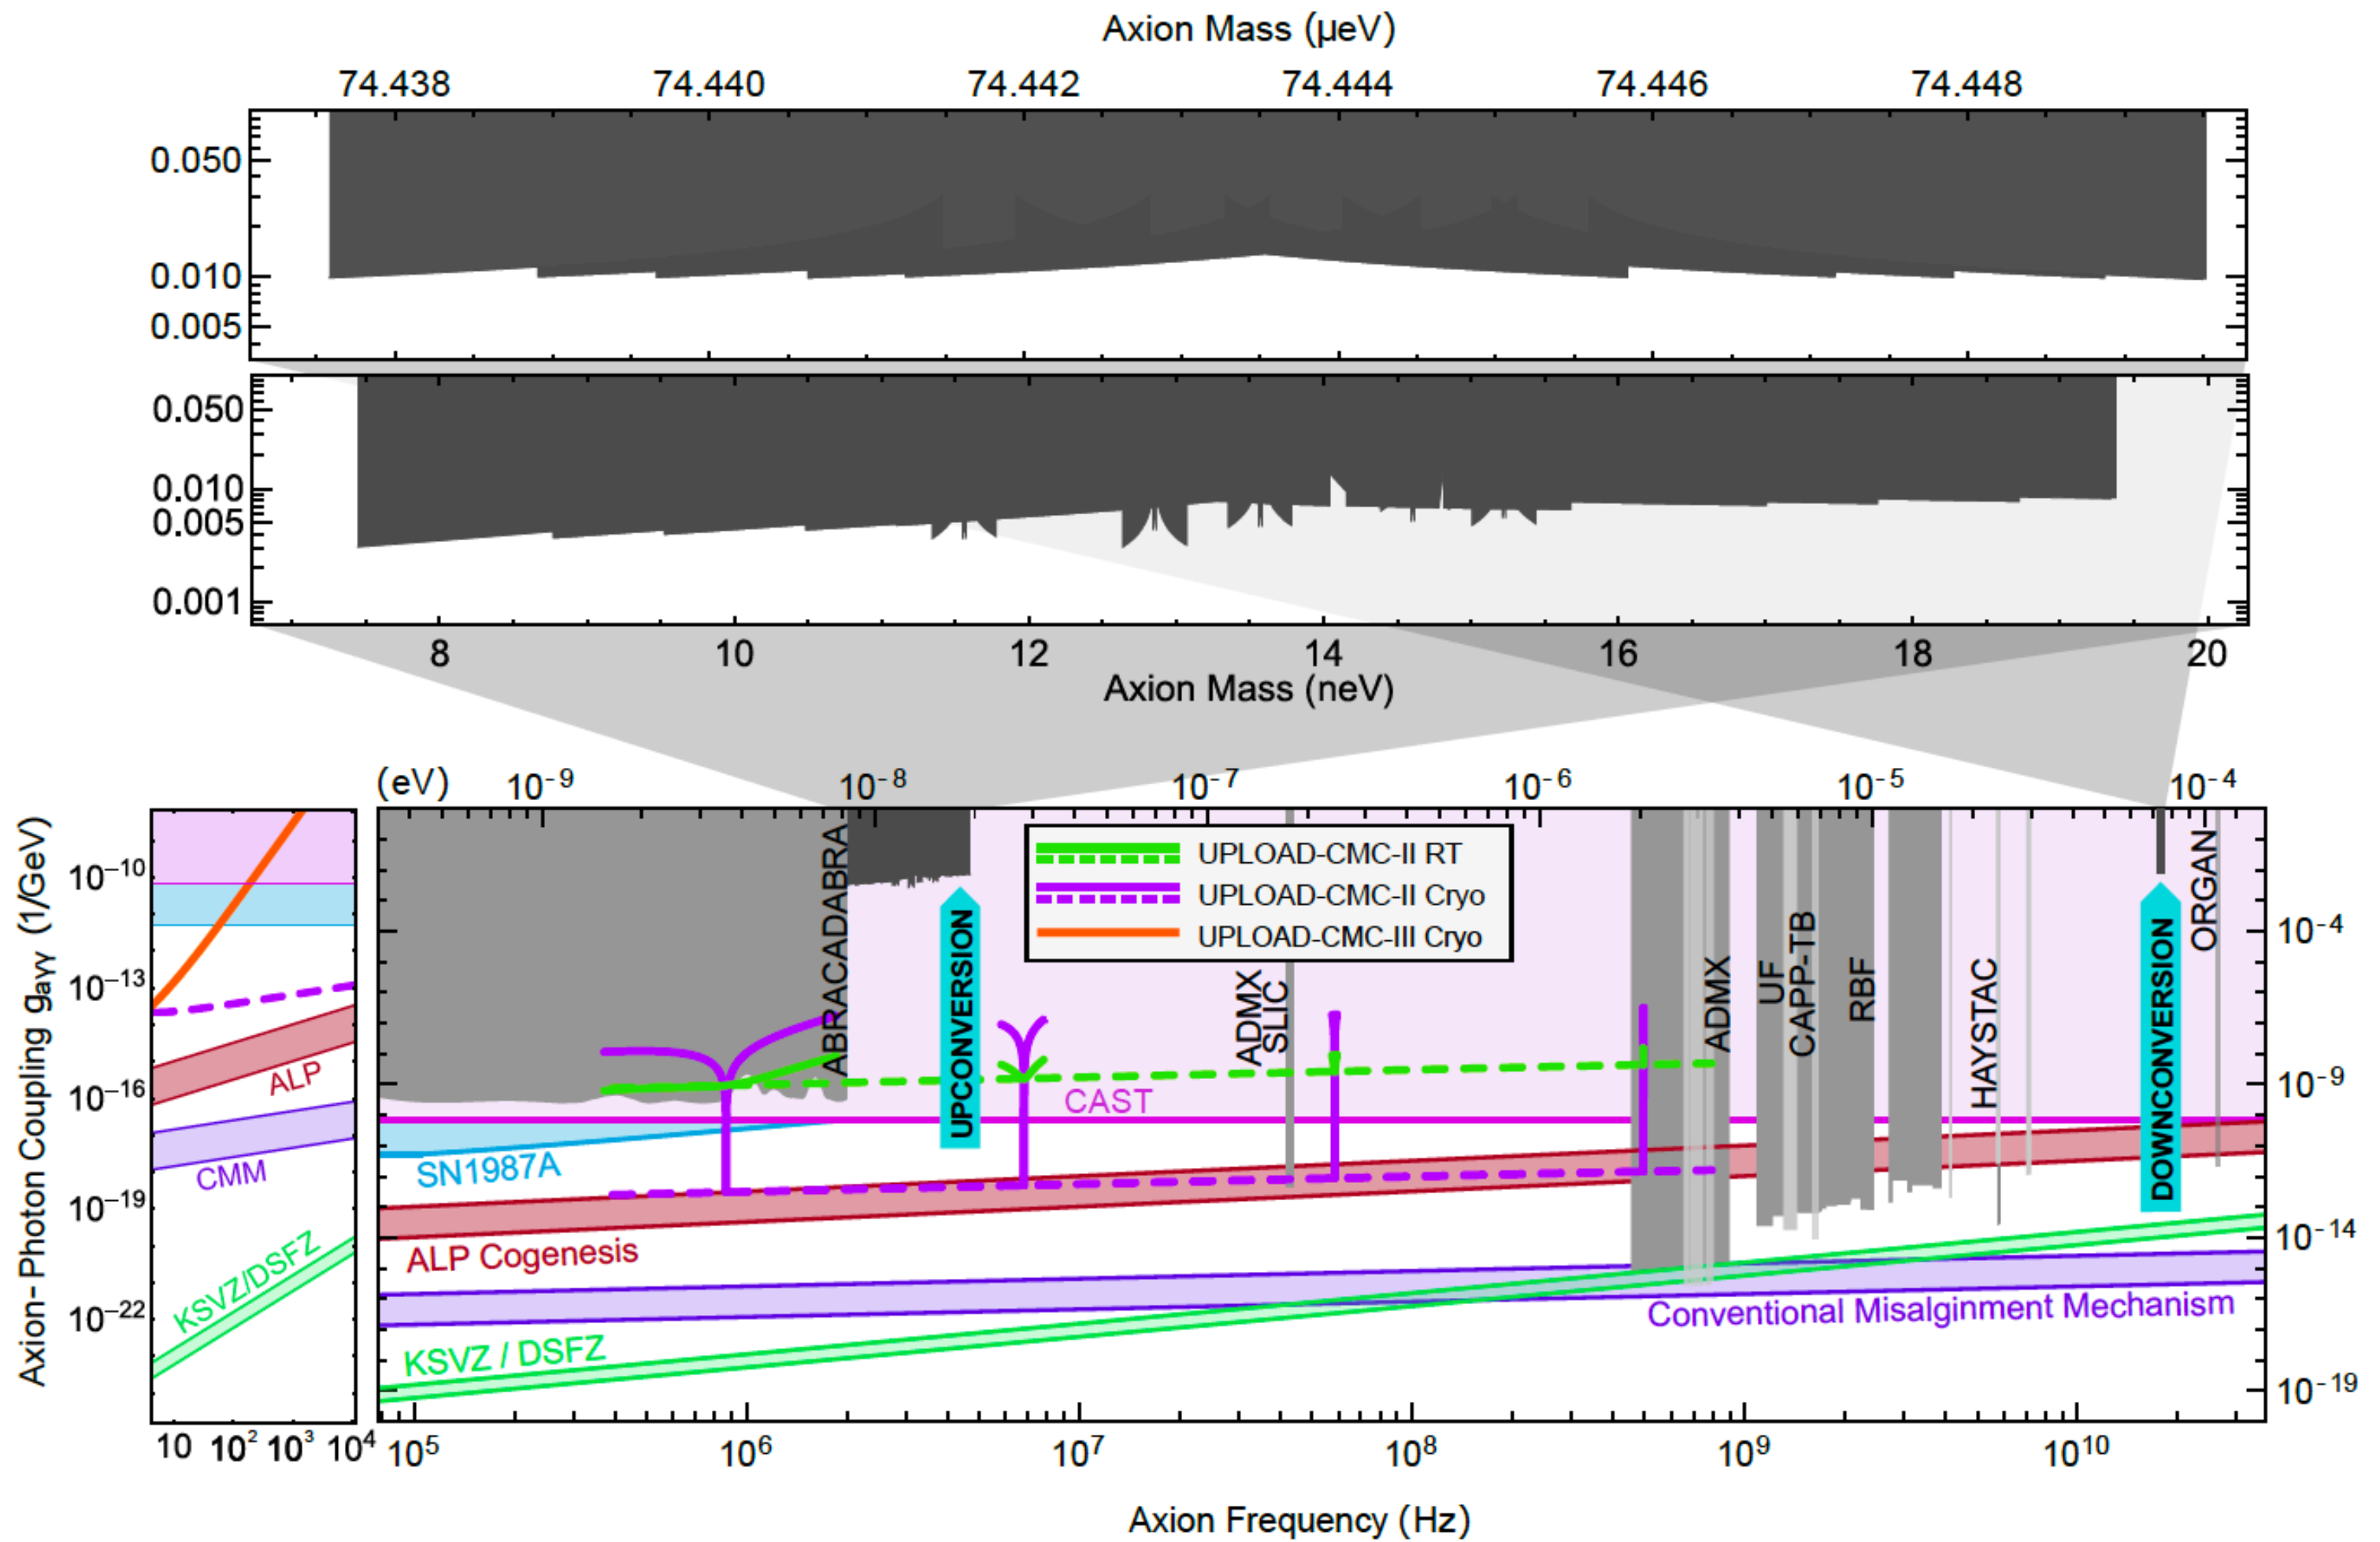 Axion Mass (µeV)
74.438 74.440 74.442 74.444 74.446 74.448
0.050
0.010
0.005
0.050
0.010
0.005
0.001
8 10 12 14 16 18 20
Axion Mass (neV)
(eV) 10⁻⁹ 10⁻⁸ 10⁻⁷ 10⁻⁶ 10⁻⁵ 10⁻⁴
Axion-Photon Coupling gaγγ (1/GeV)
10⁻¹⁰
10⁻¹³
10⁻¹⁶
10⁻¹⁹
10⁻²²
ALP
CMM
KSVZ/DSFZ
10 10² 10³ 10⁴
UPLOAD-CMC-II RT
UPLOAD-CMC-II Cryo
UPLOAD-CMC-III Cryo
ABRACADABRA
UPCONVERSION
ADMX
SLIC
CAST
ADMX
UF
CAPP-TB
RBF
HAYSTAC
DOWNCONVERSION
ORGAN
SN1987A
ALP Cogenesis
Conventional Misalginment Mechanism
KSVZ / DSFZ
10⁻⁴
10⁻⁹
10⁻¹⁴
10⁻¹⁹
10⁵ 10⁶ 10⁷ 10⁸ 10⁹ 10¹⁰
Axion Frequency (Hz)